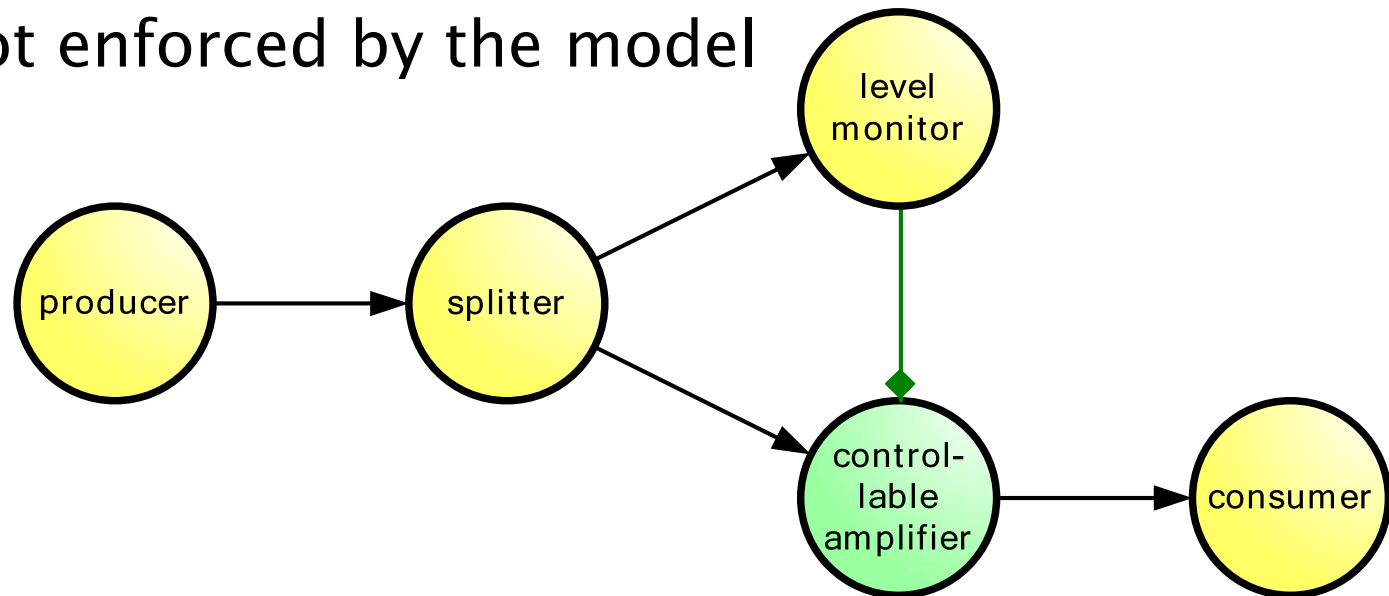 ot enforced by the model
level
monitor
producer
splitter
control-
lable
amplifier
consumer